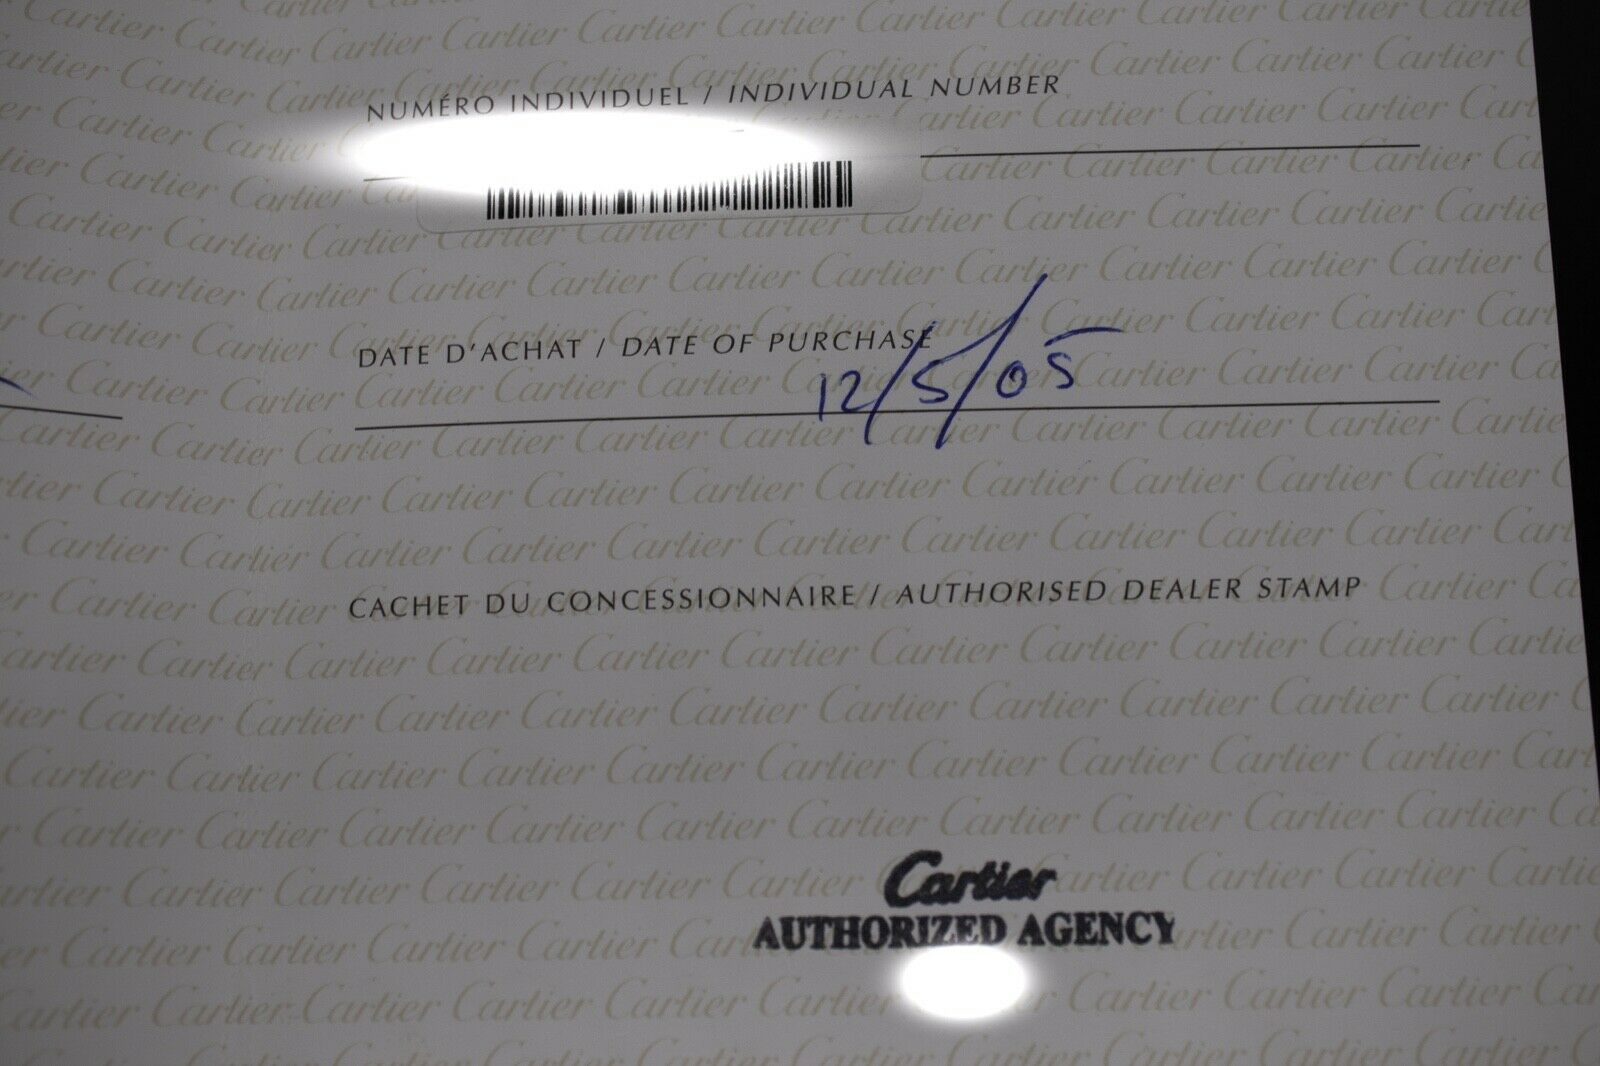 NUMÉRO INDIVIDUEL / INDIVIDUAL NUMBER
DATE D'ACHAT / DATE OF PURCHASE
12/5/05
CACHET DU CONCESSIONNAIRE / AUTHORISED DEALER STAMP
Cartier
AUTHORIZED AGENCY